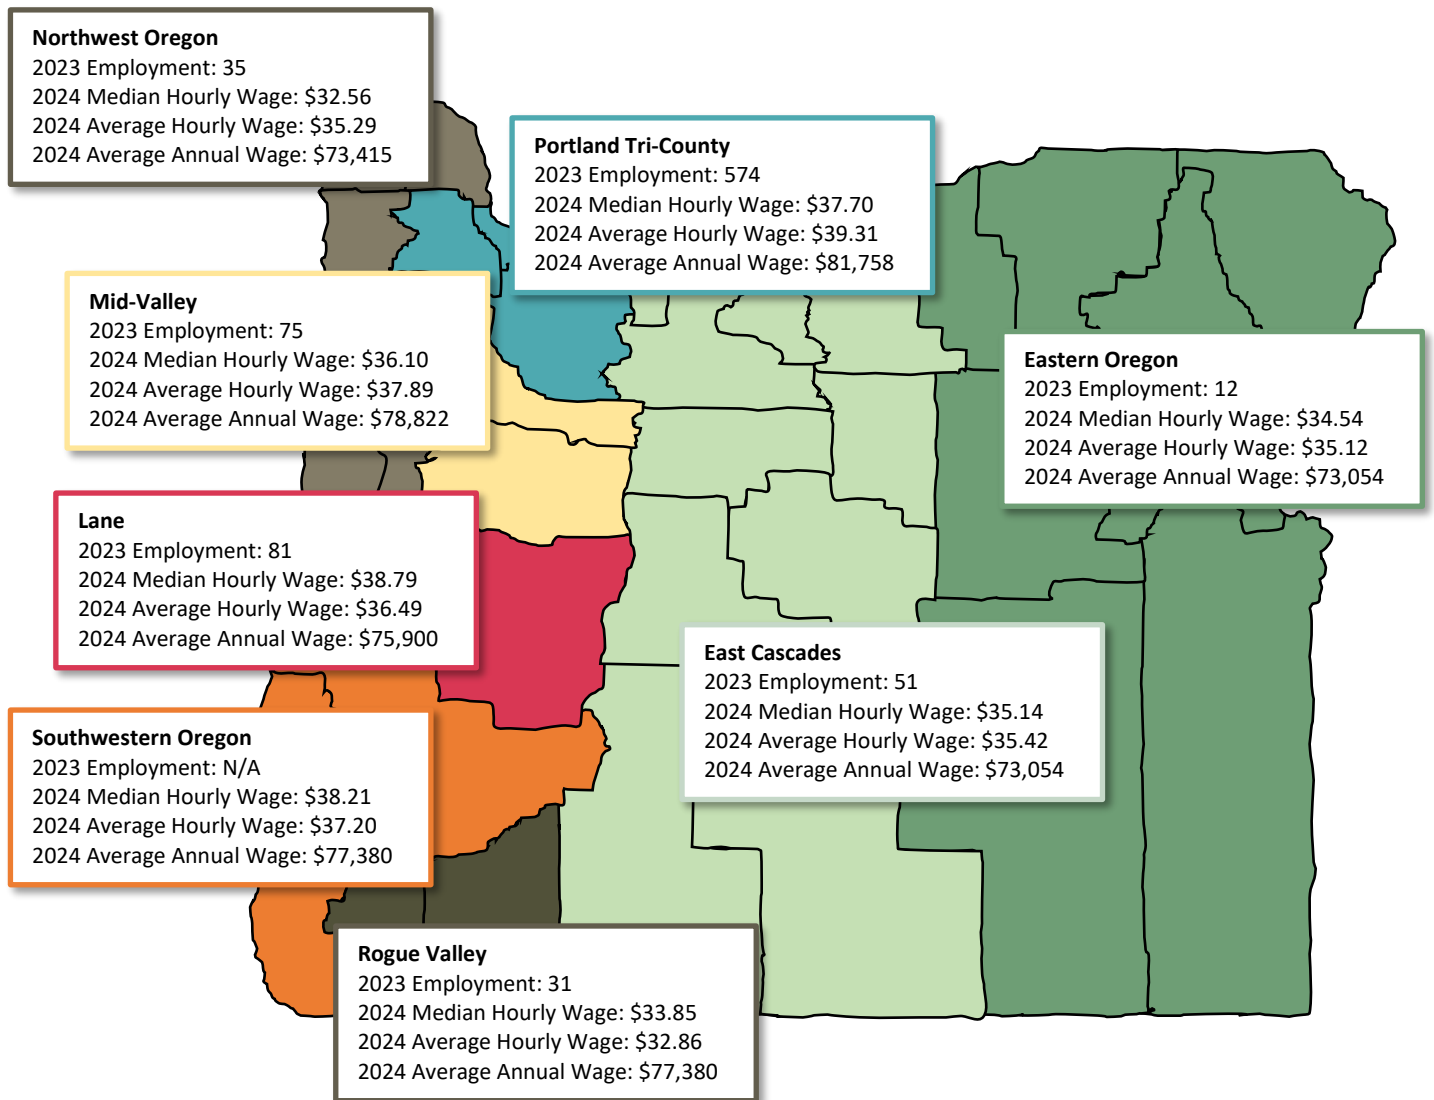 Northwest Oregon
2023 Employment: 35
2024 Median Hourly Wage: $32.56
2024 Average Hourly Wage: $35.29
2024 Average Annual Wage: $73,415
Portland Tri-County
2023 Employment: 574
2024 Median Hourly Wage: $37.70
2024 Average Hourly Wage: $39.31
2024 Average Annual Wage: $81,758
Mid-Valley
2023 Employment: 75
2024 Median Hourly Wage: $36.10
2024 Average Hourly Wage: $37.89
2024 Average Annual Wage: $78,822
Eastern Oregon
2023 Employment: 12
2024 Median Hourly Wage: $34.54
2024 Average Hourly Wage: $35.12
2024 Average Annual Wage: $73,054
Lane
2023 Employment: 81
2024 Median Hourly Wage: $38.79
2024 Average Hourly Wage: $36.49
2024 Average Annual Wage: $75,900
East Cascades
2023 Employment: 51
2024 Median Hourly Wage: $35.14
2024 Average Hourly Wage: $35.42
2024 Average Annual Wage: $73,054
Southwestern Oregon
2023 Employment: N/A
2024 Median Hourly Wage: $38.21
2024 Average Hourly Wage: $37.20
2024 Average Annual Wage: $77,380
Rogue Valley
2023 Employment: 31
2024 Median Hourly Wage: $33.85
2024 Average Hourly Wage: $32.86
2024 Average Annual Wage: $77,380